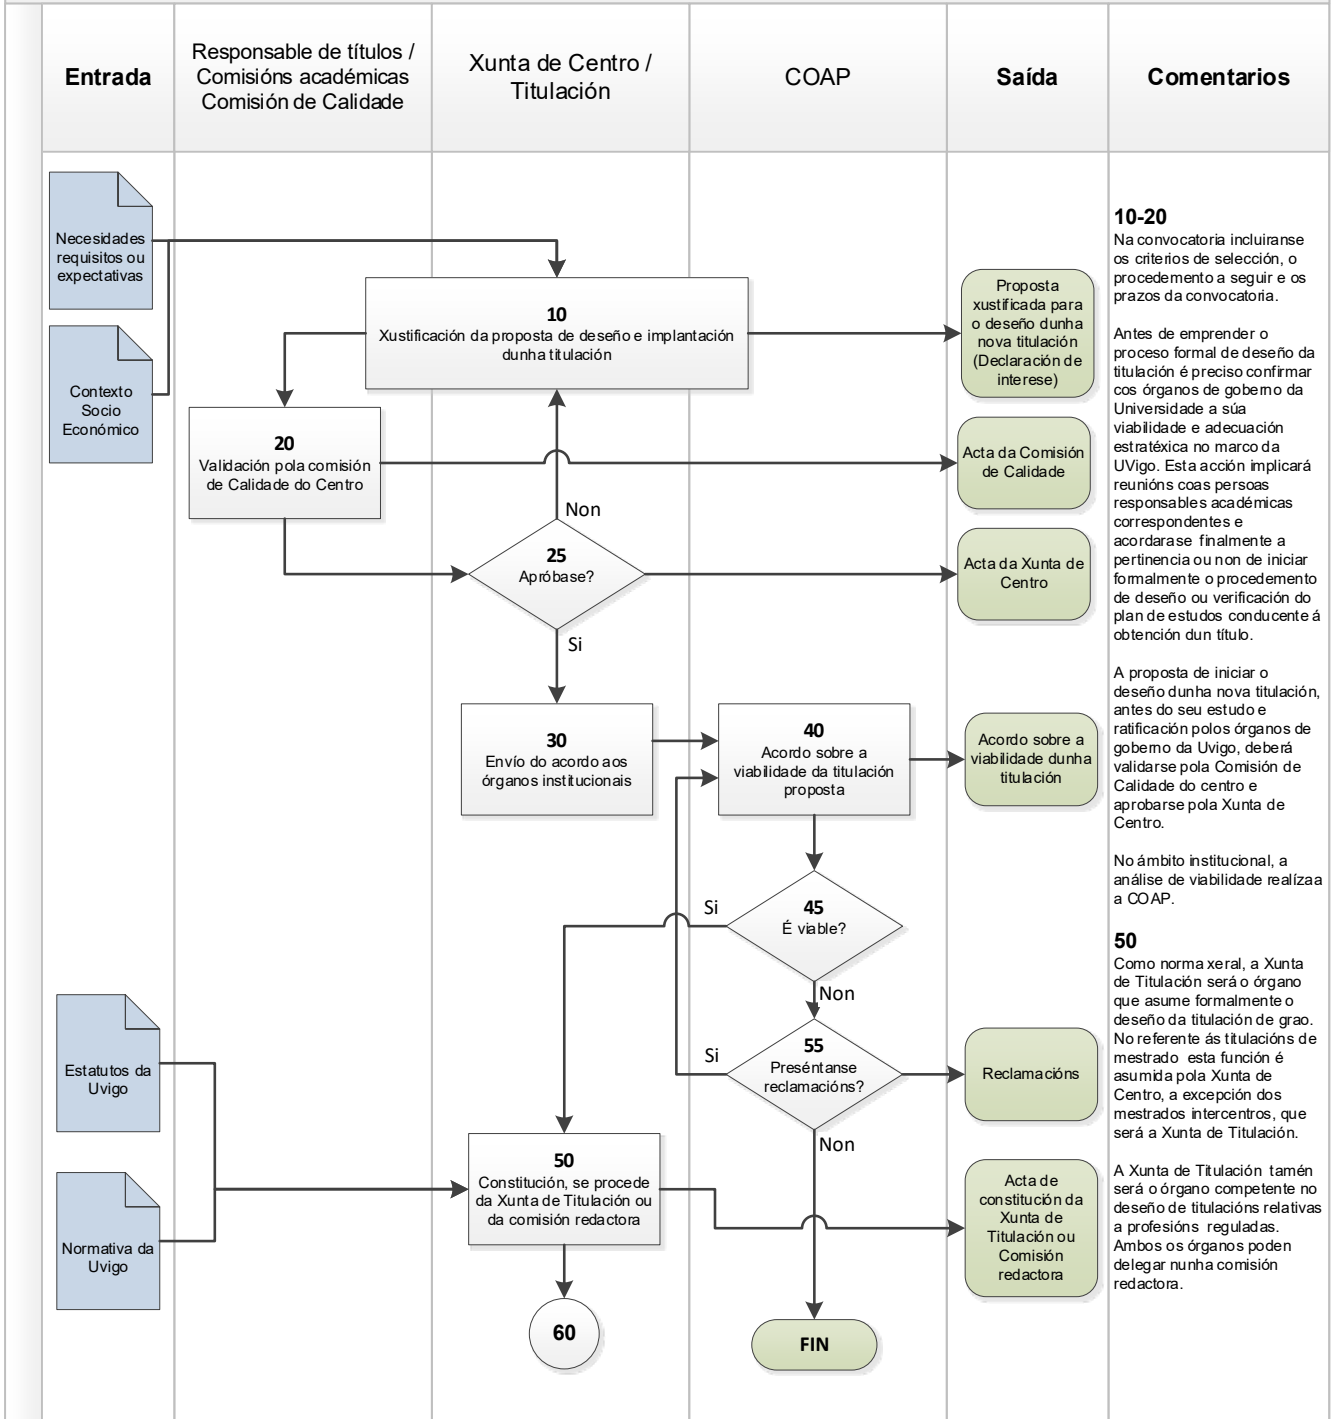 Entrada
Responsable de títulos /
Comisións académicas
Comisión de Calidade
Xunta de Centro /
Titulación
COAP
Saída
Comentarios
Necesidades
requisitos ou
expectativas
Contexto
Socio
Económico
10
Xustificación da proposta de deseño e implantación
dunha titulación
Proposta
xustificada para
o deseño dunha
nova titulación
(Declaración de
interese)
20
Validación pola comisión
de Calidade do Centro
Acta da Comisión
de Calidade
Non
25
Apróbase?
Acta da Xunta de
Centro
Si
30
Envío do acordo aos
órganos institucionais
40
Acordo sobre a
viabilidade da titulación
proposta
Acordo sobre a
viabilidade dunha
titulación
Si
45
É viable?
Non
Si
55
Preséntanse
reclamacións?
Reclamacións
Non
Estatutos da
Uvigo
Normativa da
Uvigo
50
Constitución, se procede
da Xunta de Titulación ou
da comisión redactora
Acta de
constitución da
Xunta de
Titulación ou
Comisión
redactora
60
FIN
10-20
Na convocatoria incluiranse
os criterios de selección, o
procedemento a seguir e os
prazos da convocatoria.
Antes de emprender o
proceso formal de deseño da
titulación é preciso confirmar
cos órganos de goberno da
Universidade a súa
viabilidade e adecuación
estratéxica no marco da
UVigo. Esta acción implicará
reunións coas persoas
responsables académicas
correspondentes e
acordarase finalmente a
pertinencia ou non de iniciar
formalmente o procedemento
de deseño ou verificación do
plan de estudos conducente á
obtención dun título.
A proposta de iniciar o
deseño dunha nova titulación,
antes do seu estudo e
ratificación polos órganos de
goberno da Uvigo, deberá
validarse pola Comisión de
Calidade do centro e
aprobarse pola Xunta de
Centro.
No ámbito institucional, a
análise de viabilidade realízaa
a COAP.
50
Como norma xeral, a Xunta
de Titulación será o órgano
que asume formalmente o
deseño da titulación de grao.
No referente ás titulacións de
mestrado esta función é
asumida pola Xunta de
Centro, a excepción dos
mestrados intercentros, que
será a Xunta de Titulación.
A Xunta de Titulación tamén
será o órgano competente no
deseño de titulacións relativas
a profesións reguladas.
Ambos os órganos poden
delegar nunha comisión
redactora.